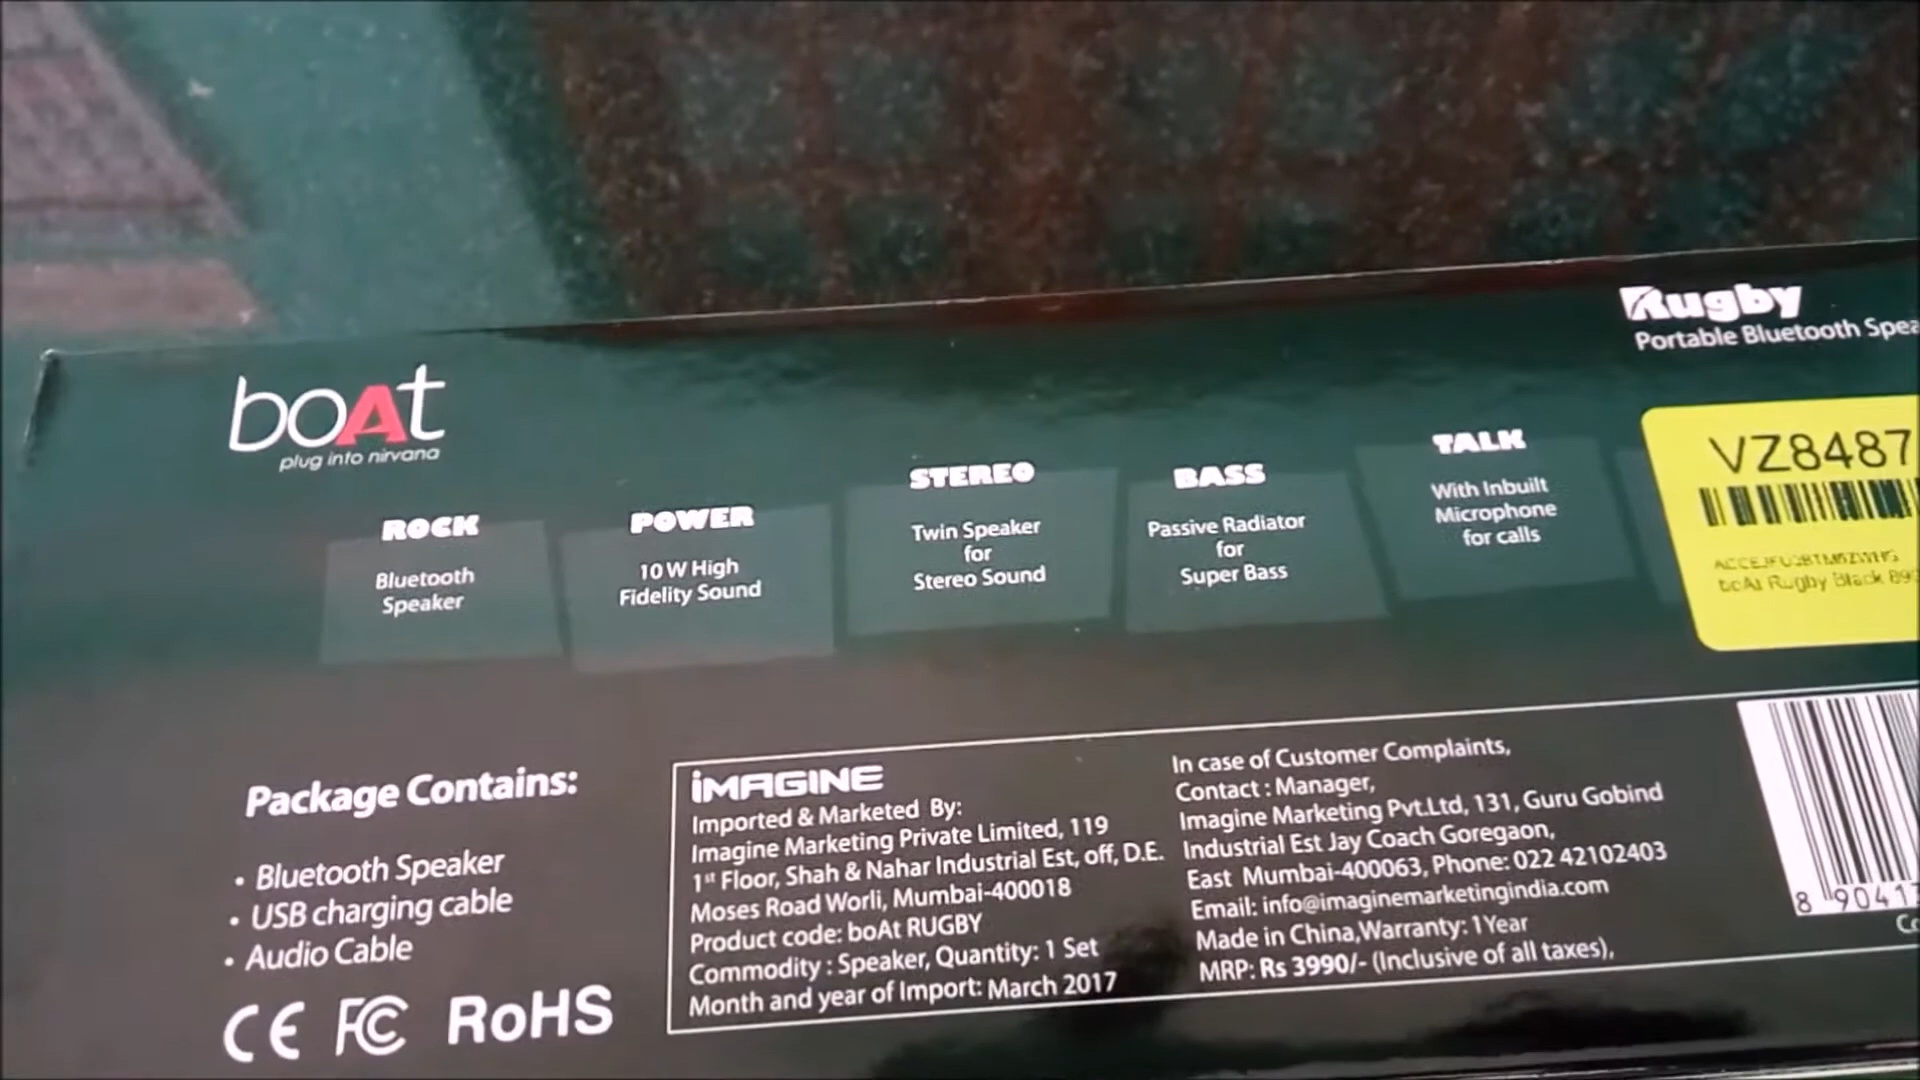 boAt
plug into nirvana
Rugby
Portable Bluetooth
ROCK
Bluetooth
Speaker
POWER
10 W High
Fidelity Sound
STEREO
Twin Speaker
for
Stereo Sound
BASS
Passive Radiator
for
Super Bass
TALK
With Inbuilt
Microphone
for calls
VZ8487
boAt Rugby Black
Package Contains:
• Bluetooth Speaker
• USB charging cable
• Audio Cable
CE FC RoHS
iMAGINE
Imported & Marketed By:
Imagine Marketing Private Limited, 119
1st Floor, Shah & Nahar Industrial Est, off, D.E.
Moses Road Worli, Mumbai-400018
Product code: boAt RUGBY
Commodity : Speaker, Quantity: 1 Set
Month and year of Import: March 2017
In case of Customer Complaints,
Contact : Manager,
Imagine Marketing Pvt.Ltd, 131, Guru Gobind
Industrial Est Jay Coach Goregaon,
East Mumbai-400063, Phone: 022 42102403
Email: info@imaginemarketingindia.com
Made in China,Warranty: 1Year
MRP: Rs 3990/- (Inclusive of all taxes),
8 9041